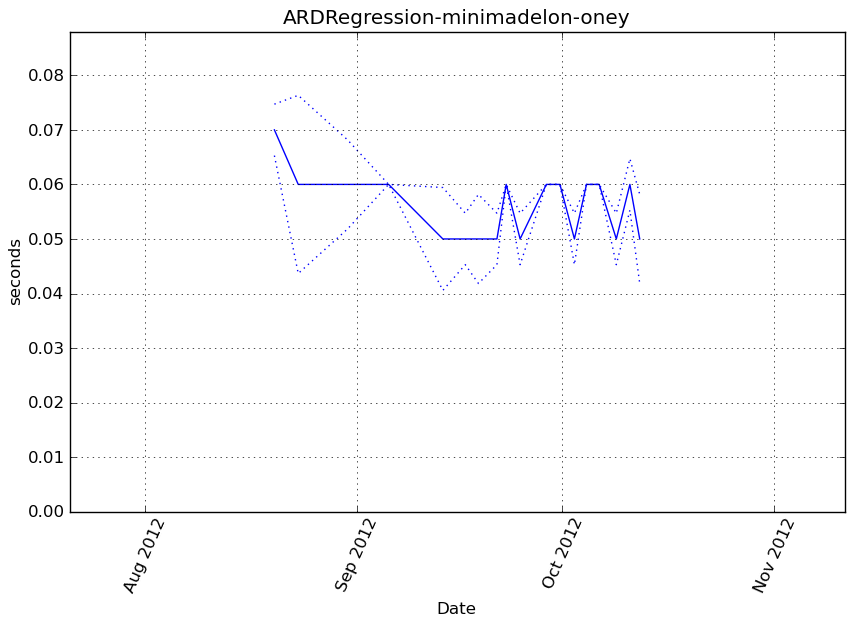 ARDRegression-minimadelon-oney
0.08
0.07
0.06
0.05
0.04
0.03
0.02
0.01
0.00
seconds
Aug 2012
Sep 2012
Oct 2012
Nov 2012
Date